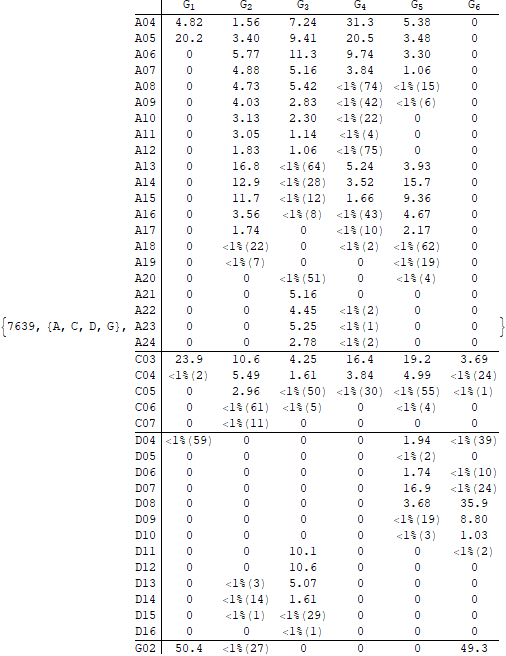 G1 G2 G3 G4 G5 G6
A04 4.82 1.56 7.24 31.3 5.38 0
A05 20.2 3.40 9.41 20.5 3.48 0
A06 0 5.77 11.3 9.74 3.30 0
A07 0 4.88 5.16 3.84 1.06 0
A08 0 4.73 5.42 <1%(74) <1%(15) 0
A09 0 4.03 2.83 <1%(42) <1%(6) 0
A10 0 3.13 2.30 <1%(22) 0 0
A11 0 3.05 1.14 <1%(4) 0 0
A12 0 1.83 1.06 <1%(75) 0 0
A13 0 16.8 <1%(64) 5.24 3.93 0
A14 0 12.9 <1%(28) 3.52 15.7 0
A15 0 11.7 <1%(12) 1.66 9.36 0
A16 0 3.56 <1%(8) <1%(43) 4.67 0
A17 0 1.74 0 <1%(10) 2.17 0
A18 0 <1%(22) 0 <1%(2) <1%(62) 0
A19 0 <1%(7) 0 0 <1%(19) 0
A20 0 0 <1%(51) 0 <1%(4) 0
A21 0 0 5.16 0 0 0
A22 0 0 4.45 <1%(2) 0 0
{7639, {A, C, D, G}, A23 0 0 5.25 <1%(1) 0 0 }
A24 0 0 2.78 <1%(2) 0 0
C03 23.9 10.6 4.25 16.4 19.2 3.69
C04 <1%(2) 5.49 1.61 3.84 4.99 <1%(24)
C05 0 2.96 <1%(50) <1%(30) <1%(55) <1%(1)
C06 0 <1%(61) <1%(5) 0 <1%(4) 0
C07 0 <1%(11) 0 0 0 0
D04 <1%(59) 0 0 0 1.94 <1%(39)
D05 0 0 0 0 <1%(2) 0
D06 0 0 0 0 1.74 <1%(10)
D07 0 0 0 0 16.9 <1%(24)
D08 0 0 0 0 3.68 35.9
D09 0 0 0 0 <1%(19) 8.80
D10 0 0 0 0 <1%(3) 1.03
D11 0 0 10.1 0 0 <1%(2)
D12 0 0 10.6 0 0 0
D13 0 <1%(3) 5.07 0 0 0
D14 0 <1%(14) 1.61 0 0 0
D15 0 <1%(1) <1%(29) 0 0 0
D16 0 0 <1%(1) 0 0 0
G02 50.4 <1%(27) 0 0 0 49.3